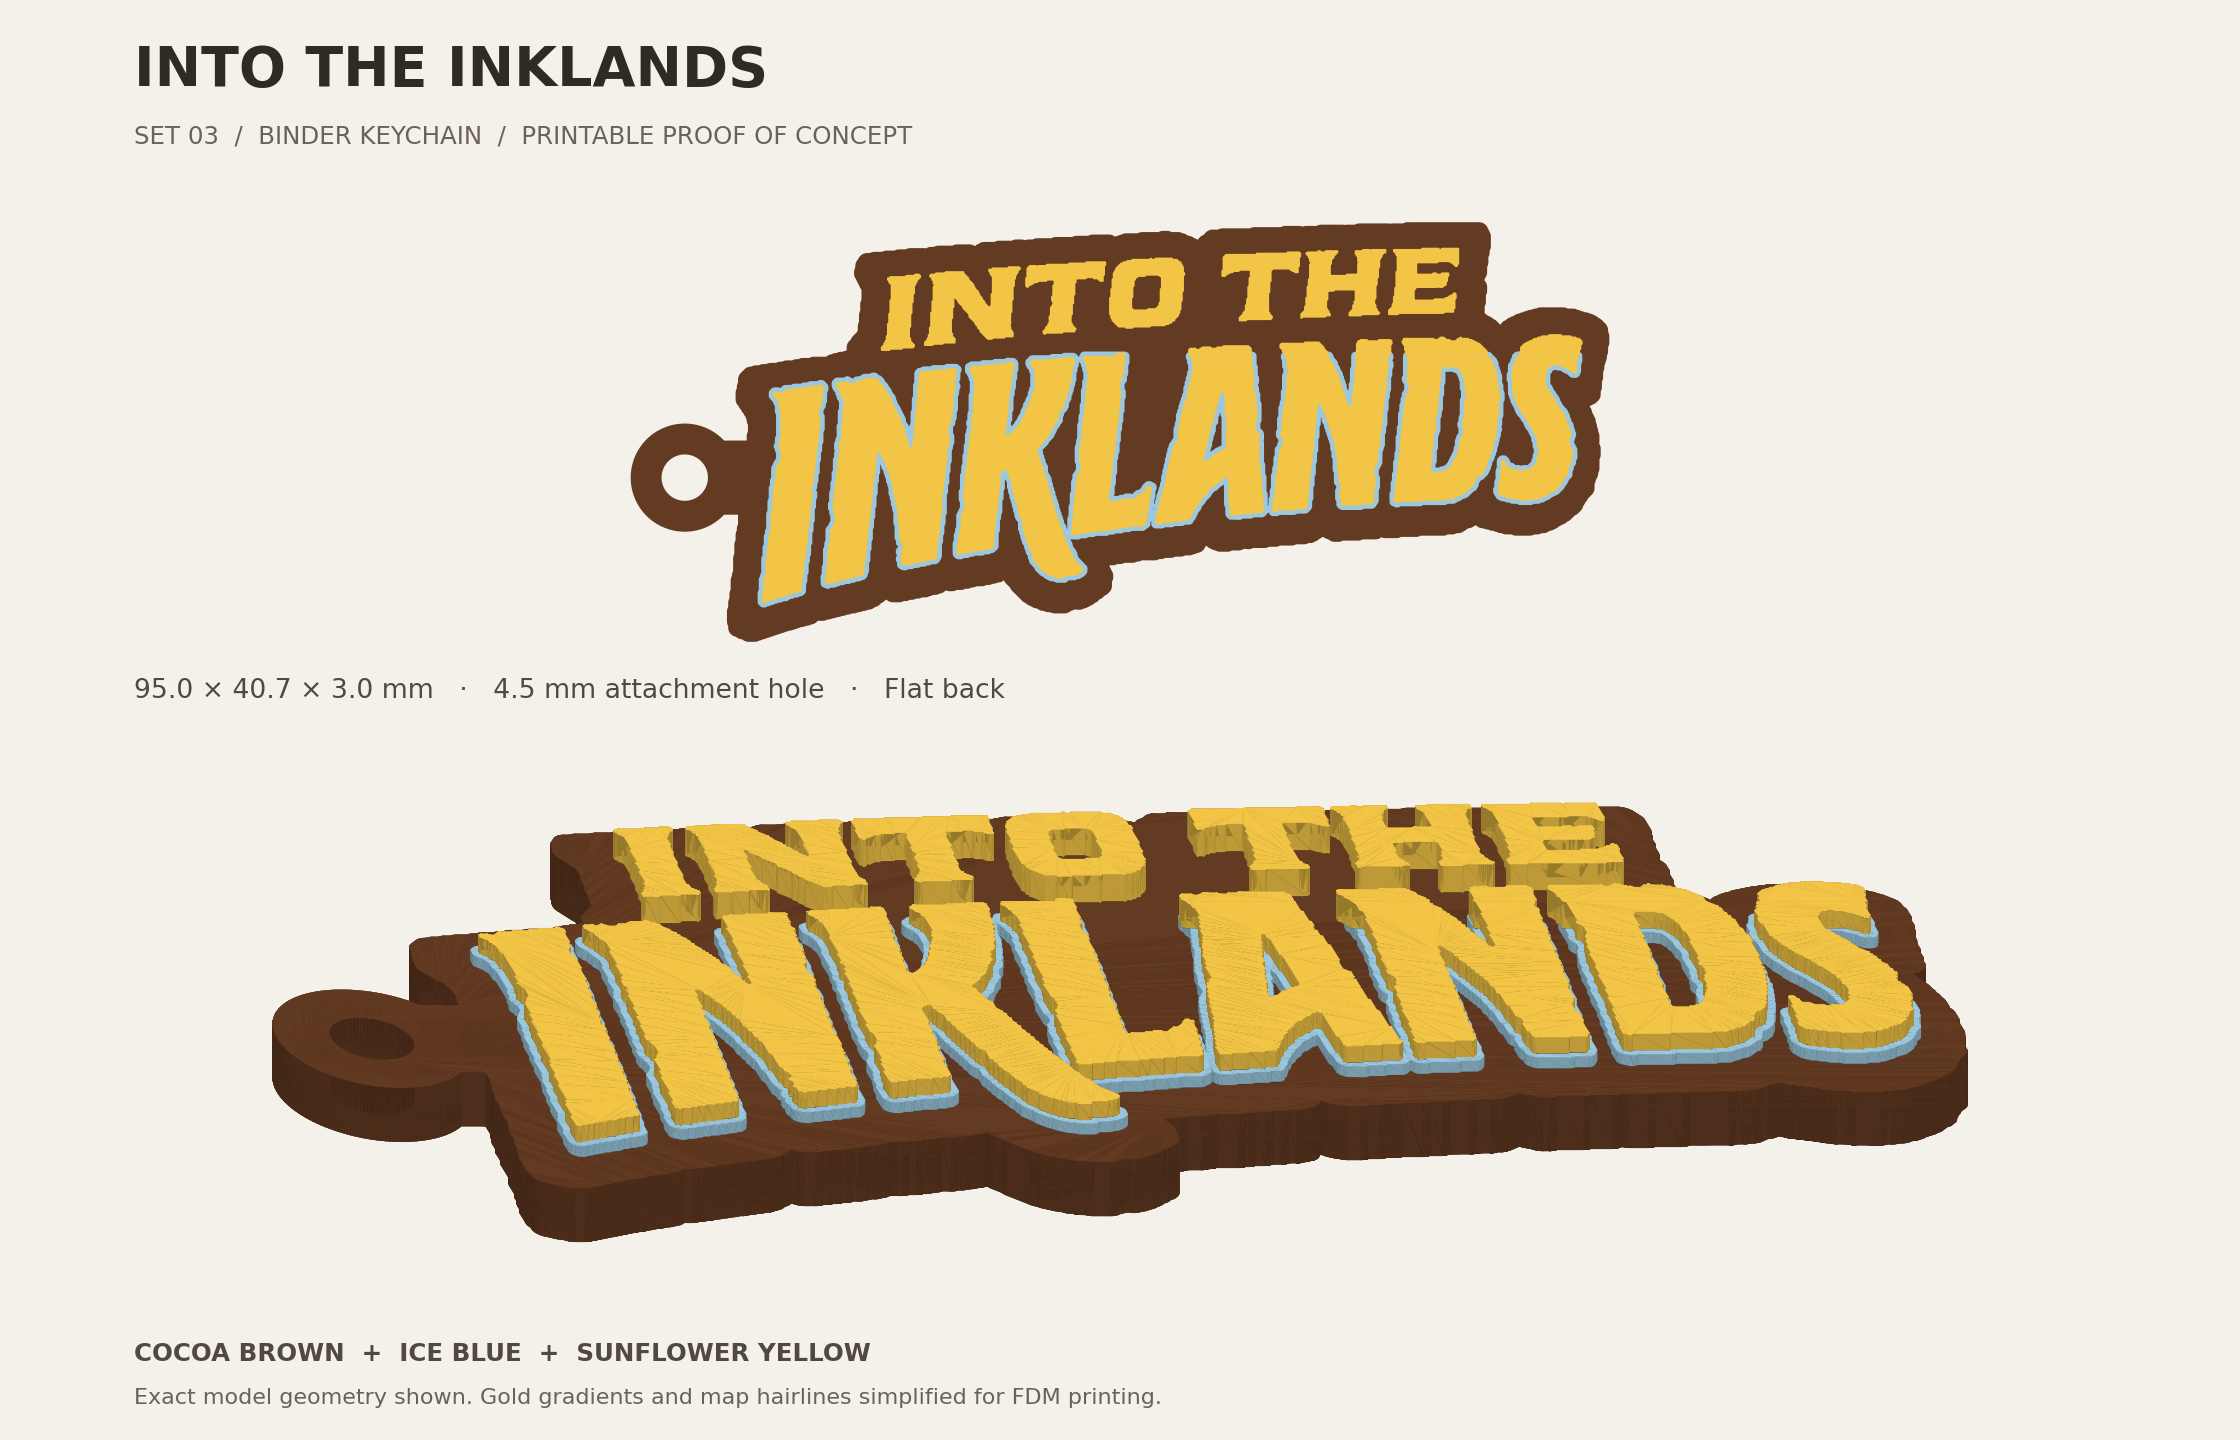 INTO THE INKLANDS
SET 03 / BINDER KEYCHAIN / PRINTABLE PROOF OF CONCEPT
INTO THE
INKLANDS
95.0 × 40.7 × 3.0 mm · 4.5 mm attachment hole · Flat back
INTO THE
INKLANDS
COCOA BROWN + ICE BLUE + SUNFLOWER YELLOW
Exact model geometry shown. Gold gradients and map hairlines simplified for FDM printing.